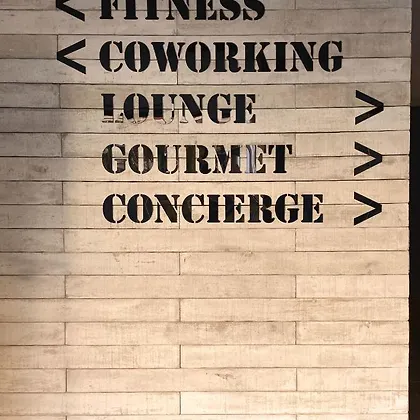 < FITNESS
< COWORKING
LOUNGE >
GOURMET >
CONCIERGE >